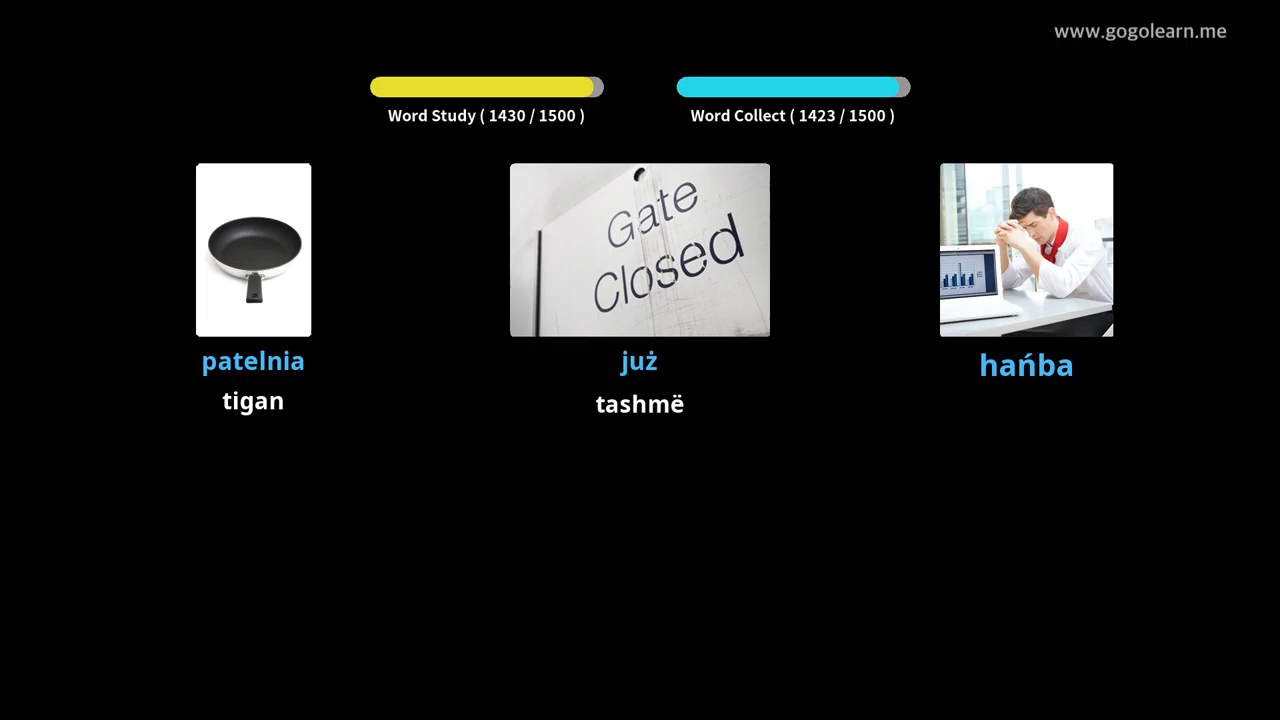 www.gogolearn.me
Word Study ( 1430 / 1500 )
Word Collect ( 1423 / 1500 )
Gate
Closed
patelnia
już
hańba
tigan
tashmë